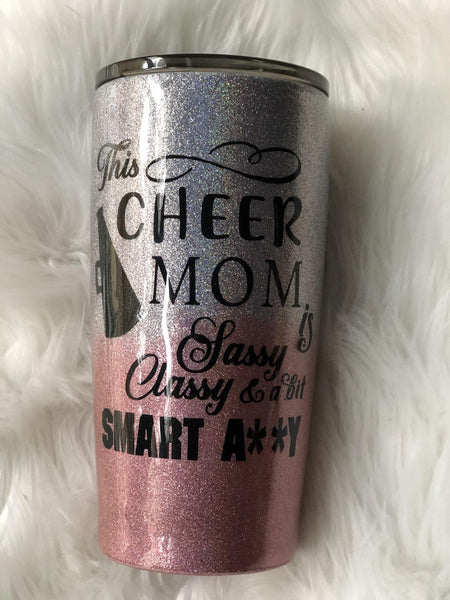 This
CHEER
MOM
is
Sassy
Classy & a bit
SMART A**Y